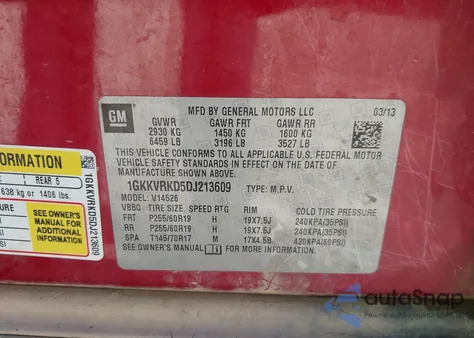 GM
MFD BY GENERAL MOTORS LLC 03/13
GVWR GAWR FRT GAWR RR
2930 KG 1450 KG 1600 KG
6459 LB 3196 LB 3527 LB
THIS VEHICLE CONFORMS TO ALL APPLICABLE U.S. FEDERAL MOTOR
VEHICLE SAFETY STANDARDS IN EFFECT ON THE DATE OF
MANUFACTURE SHOWN ABOVE.
1GKKVRKD5DJ213609 TYPE: M.P.V.
V14526
VOBB: TIRE SIZE SPEED RTG RIM COLD TIRE PRESSURE
FRT P255/60R19 H 19X7.5J 240KPA(35PSI)
RR P255/60R19 H 19X7.5J 240KPA(35PSI)
SPA T145/70R17 M 17X4.5B 420KPA(60PSI)
SEE OWNER'S MANUAL FOR ADDITIONAL INFORMATION.
FORMATION
REAR 5
638 kg or 1406 lbs.
SEE OWNER'S
MANUAL FOR
ADDITIONAL
INFORMATION
1GKKVRKD5DJ213609
autoSnap